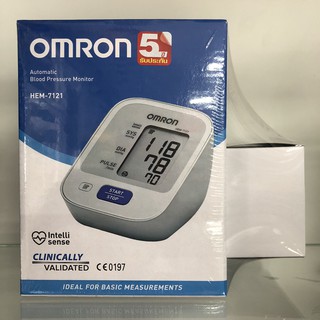 OMRON 5 ปี
รับประกัน
Automatic
Blood Pressure Monitor
HEM-7121
OMRON
SYS
118
DIA
78
PULSE
70
START
STOP
Intelli
sense
CLINICALLY
VALIDATED CE0197
IDEAL FOR BASIC MEASUREMENTS